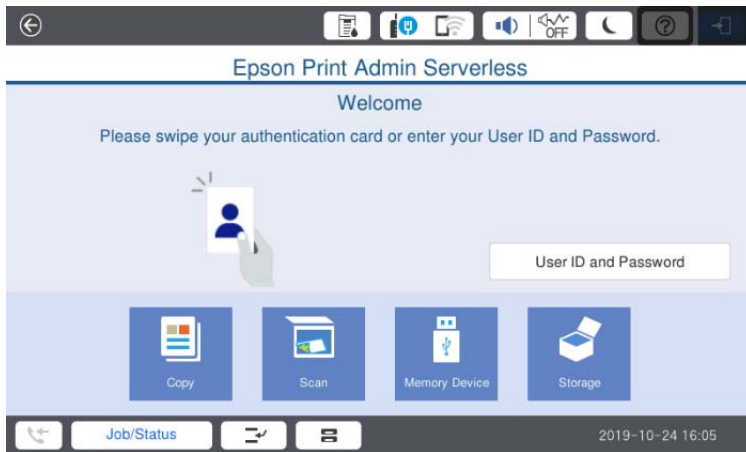 OFF
Epson Print Admin Serverless
Welcome
Please swipe your authentication card or enter your User ID and Password.
User ID and Password
Copy
Scan
Memory Device
Storage
Job/Status
2019-10-24 16:05